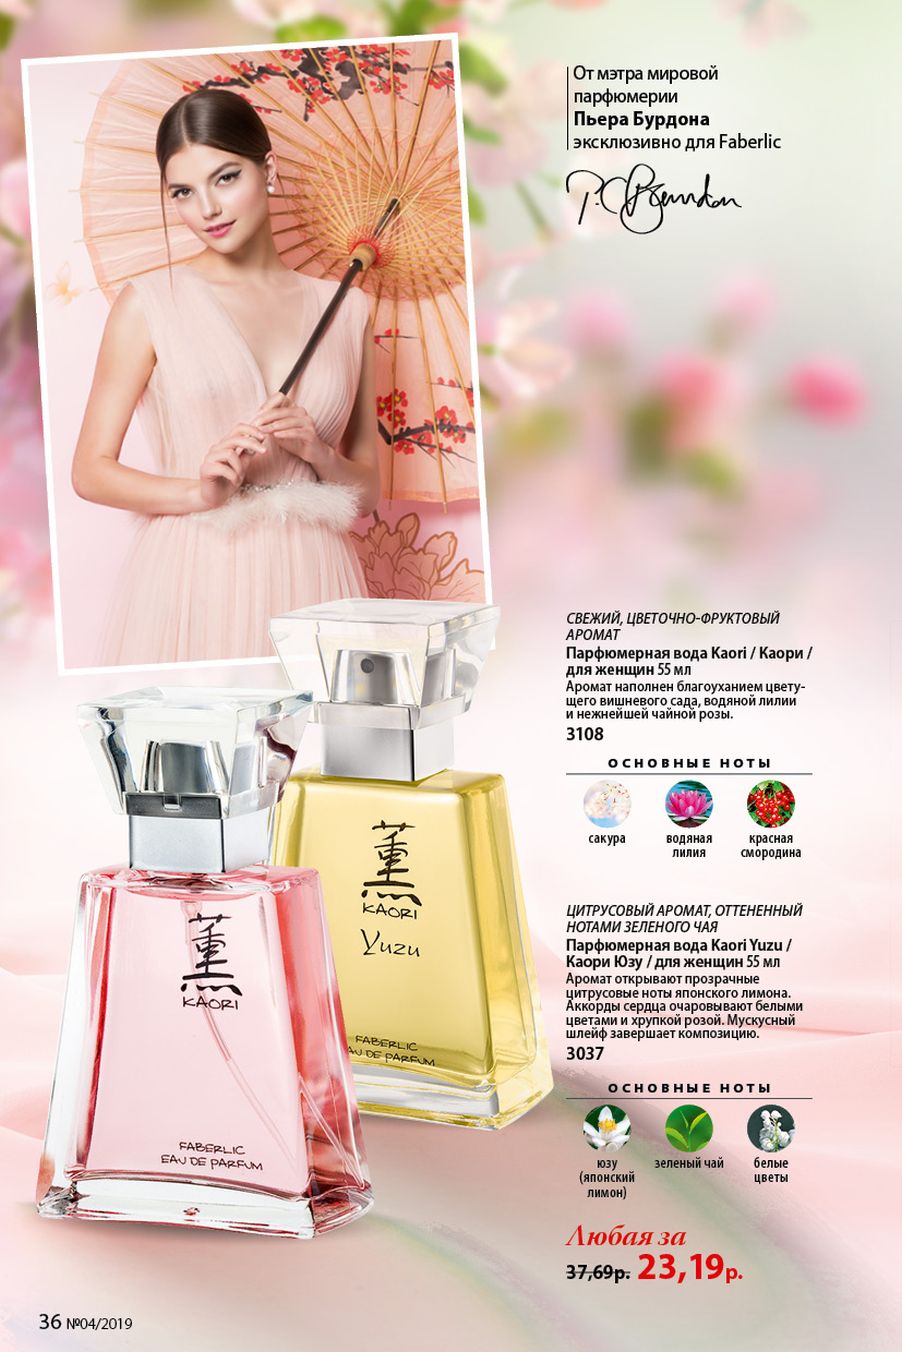 От мэтра мировой
парфюмерии
Пьера Бурдона
эксклюзивно для Faberlic
СВЕЖИЙ, ЦВЕТОЧНО-ФРУКТОВЫЙ
АРОМАТ
Парфюмерная вода Kaori / Каори /
для женщин 55 мл
Аромат наполнен благоуханием цвету-
щего вишневого сада, водяной лилии
и нежнейшей чайной розы.
3108
ОСНОВНЫЕ НОТЫ
сакура
водяная
лилия
красная
смородина
薫
KAORI
Yuzu
FABERLIC
EAU DE PARFUM
薫
KAORI
FABERLIC
EAU DE PARFUM
ЦИТРУСОВЫЙ АРОМАТ, ОТТЕНЕННЫЙ
НОТАМИ ЗЕЛЕНОГО ЧАЯ
Парфюмерная вода Kaori Yuzu /
Каори Юзу / для женщин 55 мл
Аромат открывают прозрачные
цитрусовые ноты японского лимона.
Аккорды сердца очаровывают белыми
цветами и хрупкой розой. Мускусный
шлейф завершает композицию.
3037
ОСНОВНЫЕ НОТЫ
юзу
(японский
лимон)
зеленый чай
белые
цветы
Любая за
37,69р. 23,19р.
36 №04/2019